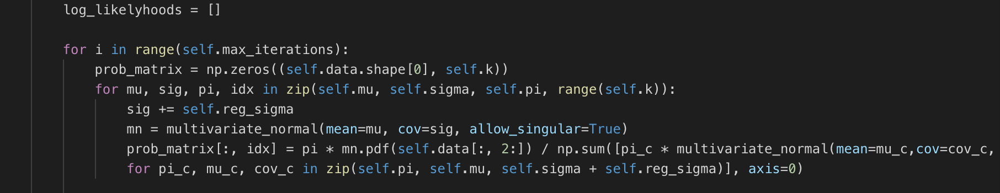 log_likelyhoods = []
for i in range(self.max_iterations):
prob_matrix = np.zeros((self.data.shape[0], self.k))
for mu, sig, pi, idx in zip(self.mu, self.sigma, self.pi, range(self.k)):
sig += self.reg_sigma
mn = multivariate_normal(mean=mu, cov=sig, allow_singular=True)
prob_matrix[:, idx] = pi * mn.pdf(self.data[:, 2:]) / np.sum([pi_c * multivariate_normal(mean=mu_c,cov=cov_c,
for pi_c, mu_c, cov_c in zip(self.pi, self.mu, self.sigma + self.reg_sigma)], axis=0)